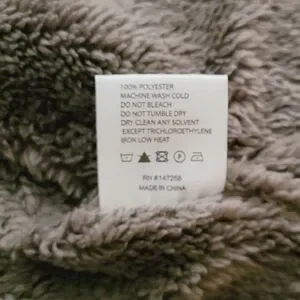 100% POLYESTER
MACHINE WASH COLD
DO NOT BLEACH
DO NOT TUMBLE DRY
DRY CLEAN ANY SOLVENT
EXCEPT TRICHLOROETHYLENE
IRON LOW HEAT
RN #147258
MADE IN CHINA